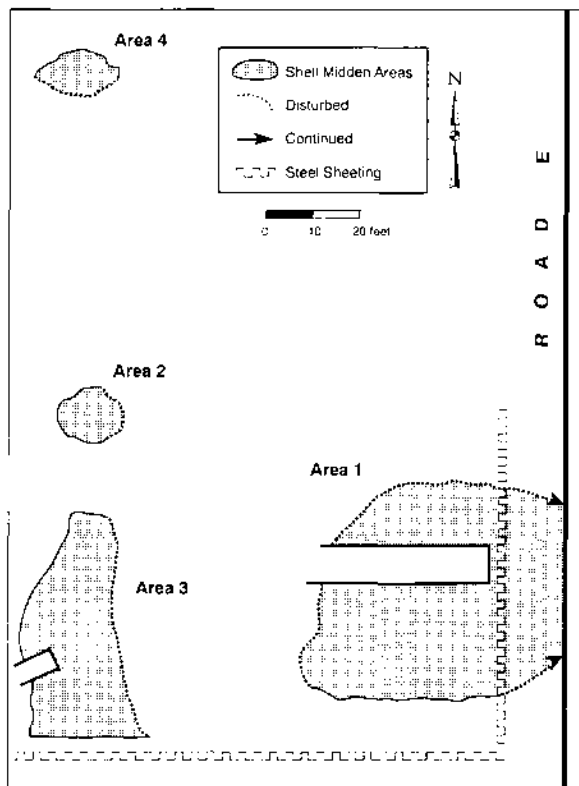 Area 4
Shell Midden Areas
Disturbed
Continued
Steel Sheeting
N
0 10 20 feet
ROAD E
Area 2
Area 1
Area 3